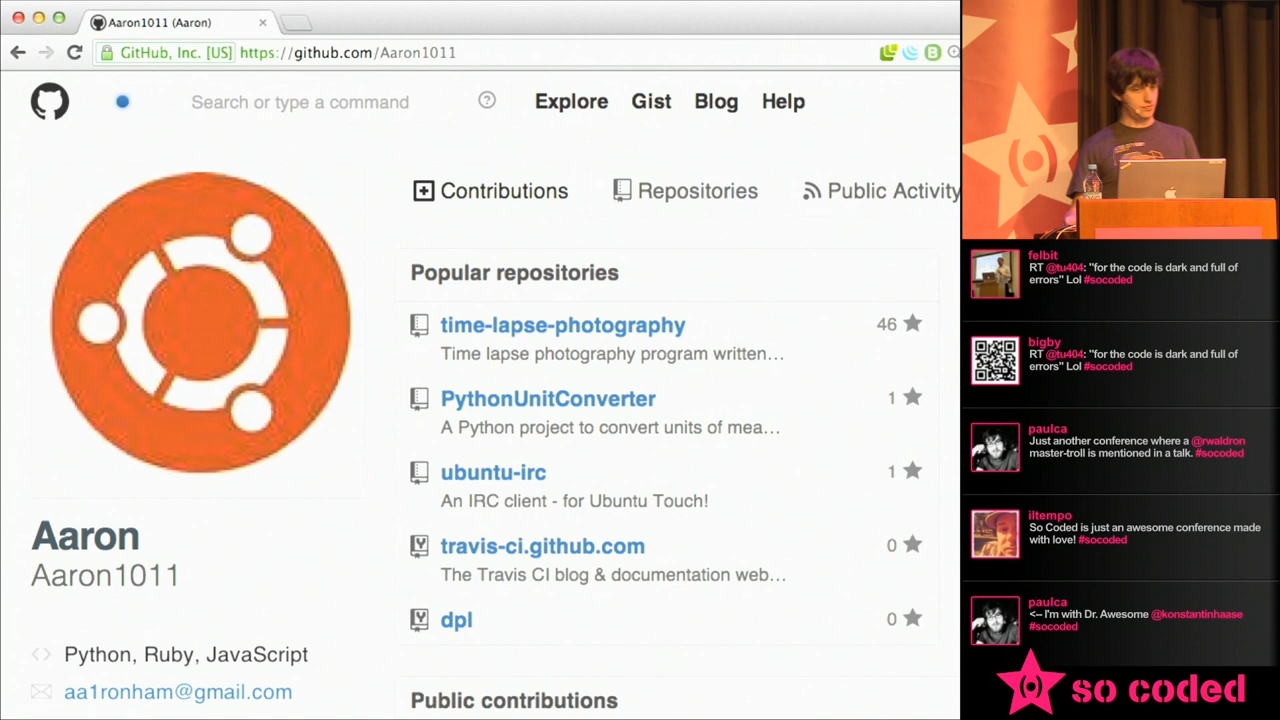 Aaron1011 (Aaron)
GitHub, Inc. [US] https://github.com/Aaron1011
Search or type a command
Explore Gist Blog Help
Contributions Repositories Public Activity
Popular repositories
time-lapse-photography 46
Time lapse photography program written…
PythonUnitConverter 1
A Python project to convert units of mea…
ubuntu-irc 1
An IRC client - for Ubuntu Touch!
travis-ci.github.com 0
The Travis CI blog & documentation web…
dpl 0
Public contributions
Aaron
Aaron1011
Python, Ruby, JavaScript
aa1ronham@gmail.com
felbit
RT @tu404: "for the code is dark and full of
errors" Lol #socoded
bigby
RT @tu404: "for the code is dark and full of
errors" Lol #socoded
paulca
Just another conference where a @rwaldron
master-troll is mentioned in a talk. #socoded
iltempo
So Coded is just an awesome conference made
with love! #socoded
paulca
<-- I'm with Dr. Awesome @konstantinhaase
#socoded
so coded